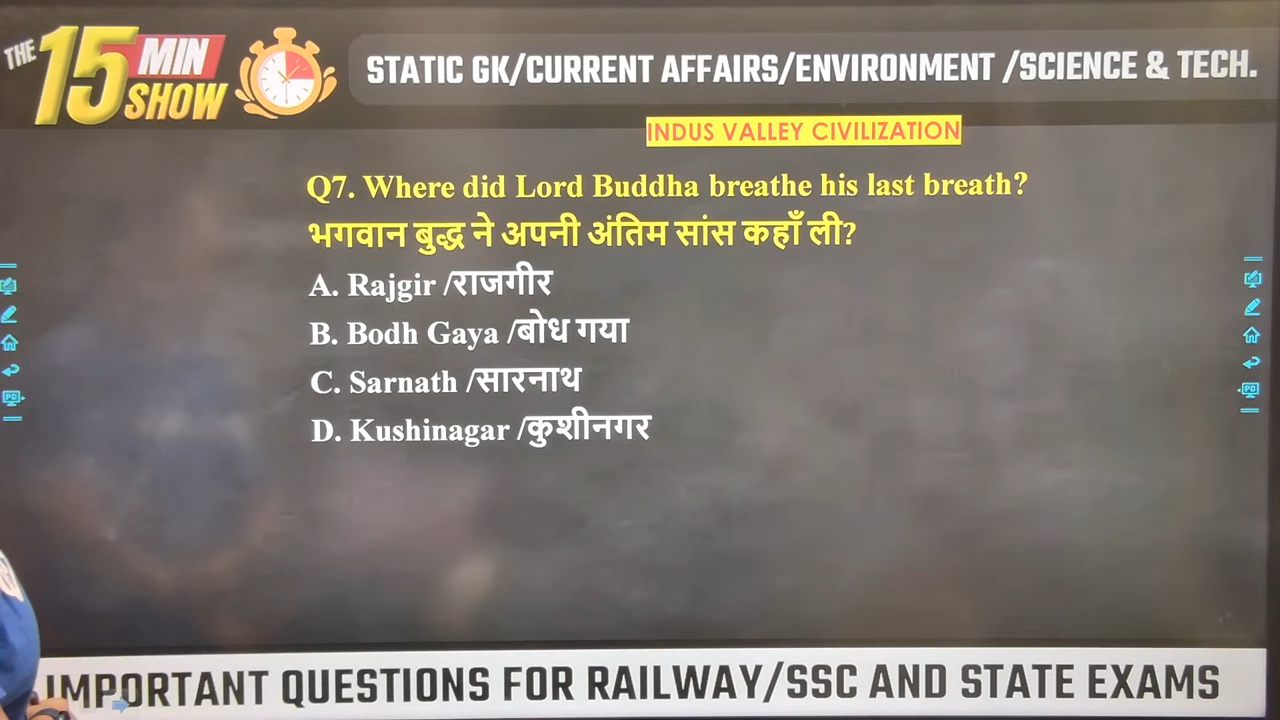 THE 15 MIN SHOW
STATIC GK/CURRENT AFFAIRS/ENVIRONMENT /SCIENCE & TECH.
INDUS VALLEY CIVILIZATION
Q7. Where did Lord Buddha breathe his last breath?
भगवान बुद्ध ने अपनी अंतिम सांस कहाँ ली?
A. Rajgir /राजगीर
B. Bodh Gaya /बोध गया
C. Sarnath /सारनाथ
D. Kushinagar /कुशीनगर
PC
PC
IMPORTANT QUESTIONS FOR RAILWAY/SSC AND STATE EXAMS